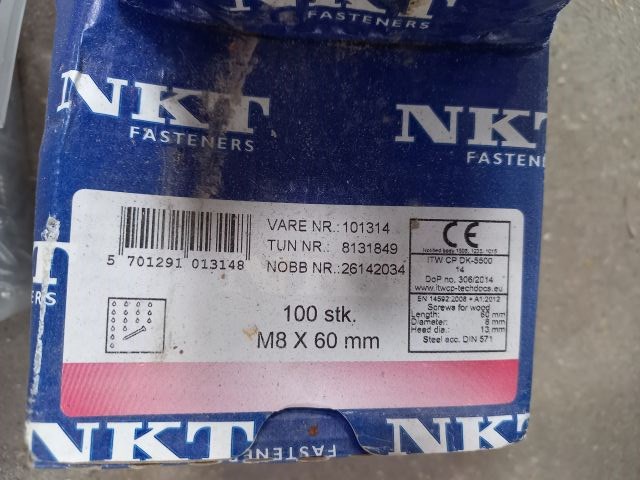 NKT
FASTENERS
NKT
FASTENERS
NKT
FASTENERS
VARE NR.:101314
TUN NR.: 8131849
NOBB NR.:26142034
5 701291 013148
CE
ITW CP DK-5500
14
DoP no. 306/2014
www.itwcp-techdocs.eu
EN 14592:2008 + A1:2012
Screws for wood
Length: 60 mm
Diameter: 8 mm
Head dia.: 13 mm
Steel acc. DIN 571
100 stk.
M8 X 60 mm
NKT
FASTENERS
NKT